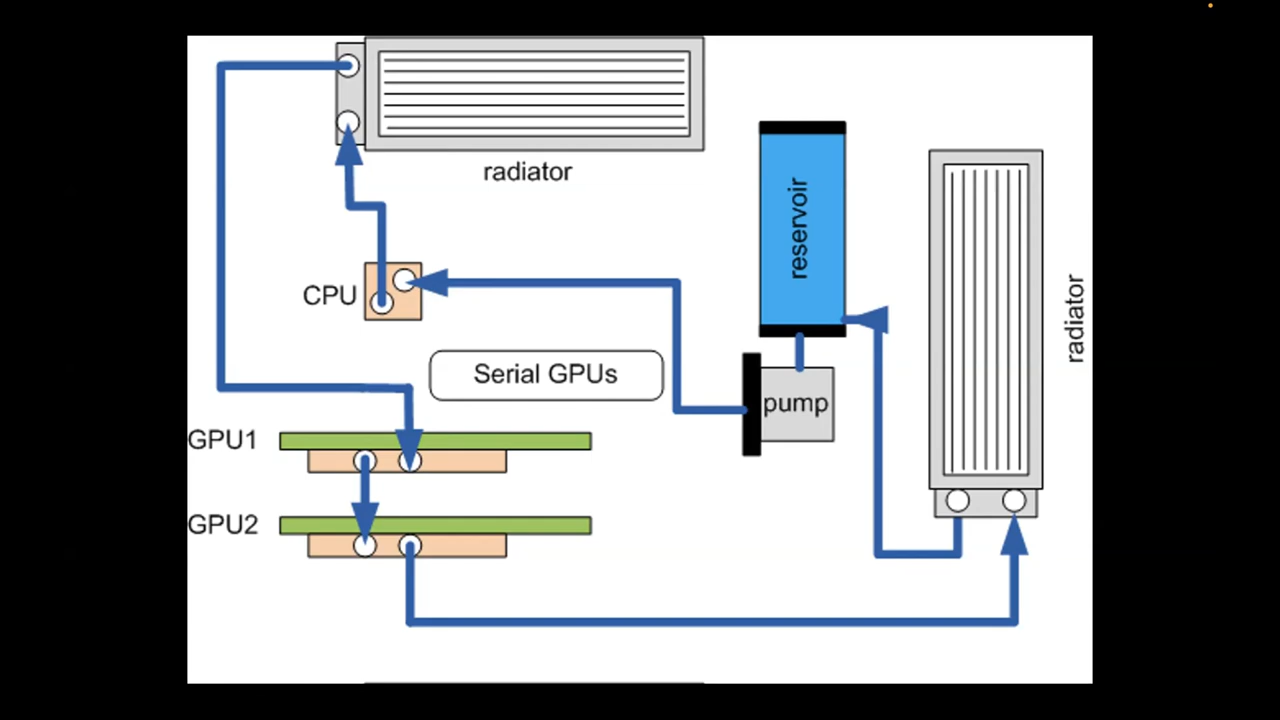 radiator
reservoir
radiator
CPU
Serial GPUs
pump
GPU1
GPU2